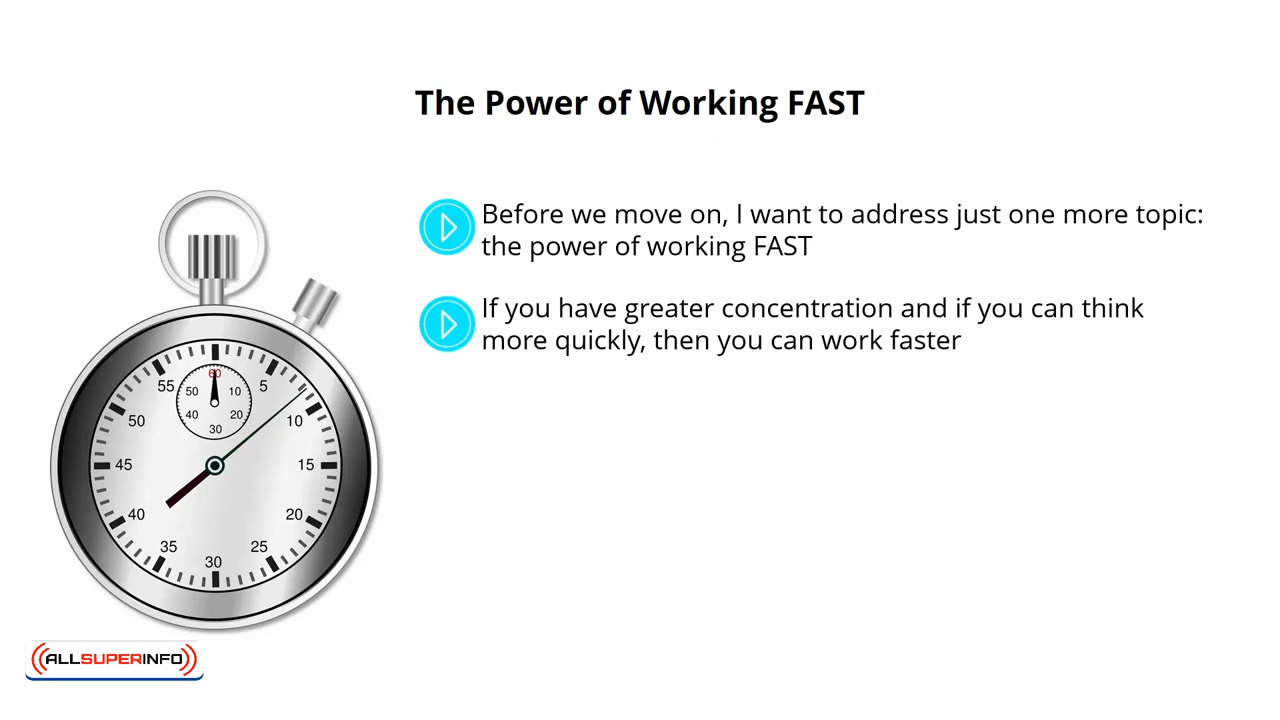 The Power of Working FAST
Before we move on, I want to address just one more topic:
the power of working FAST
If you have greater concentration and if you can think
more quickly, then you can work faster
60
55
5
50
10
50
10
40
20
30
45
15
40
20
35
25
30
ALLSUPERINFO